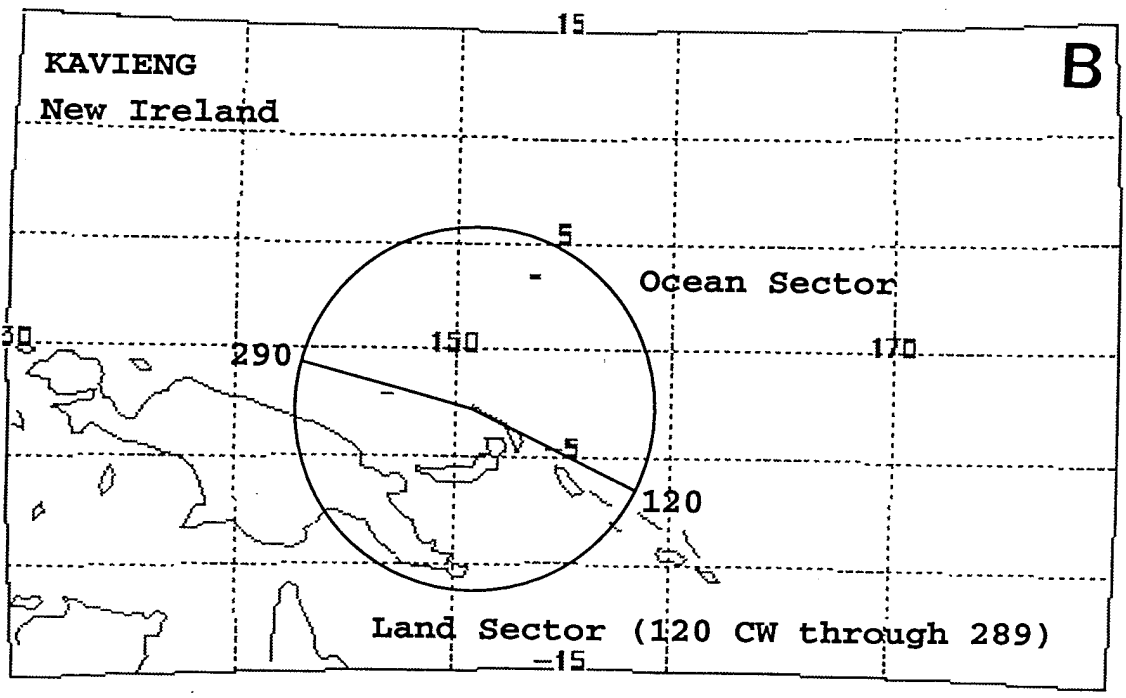 15
KAVIENG
B
New Ireland
5
Ocean Sector
30
290
150
170
-5
120
Land Sector (120 CW through 289)
-15